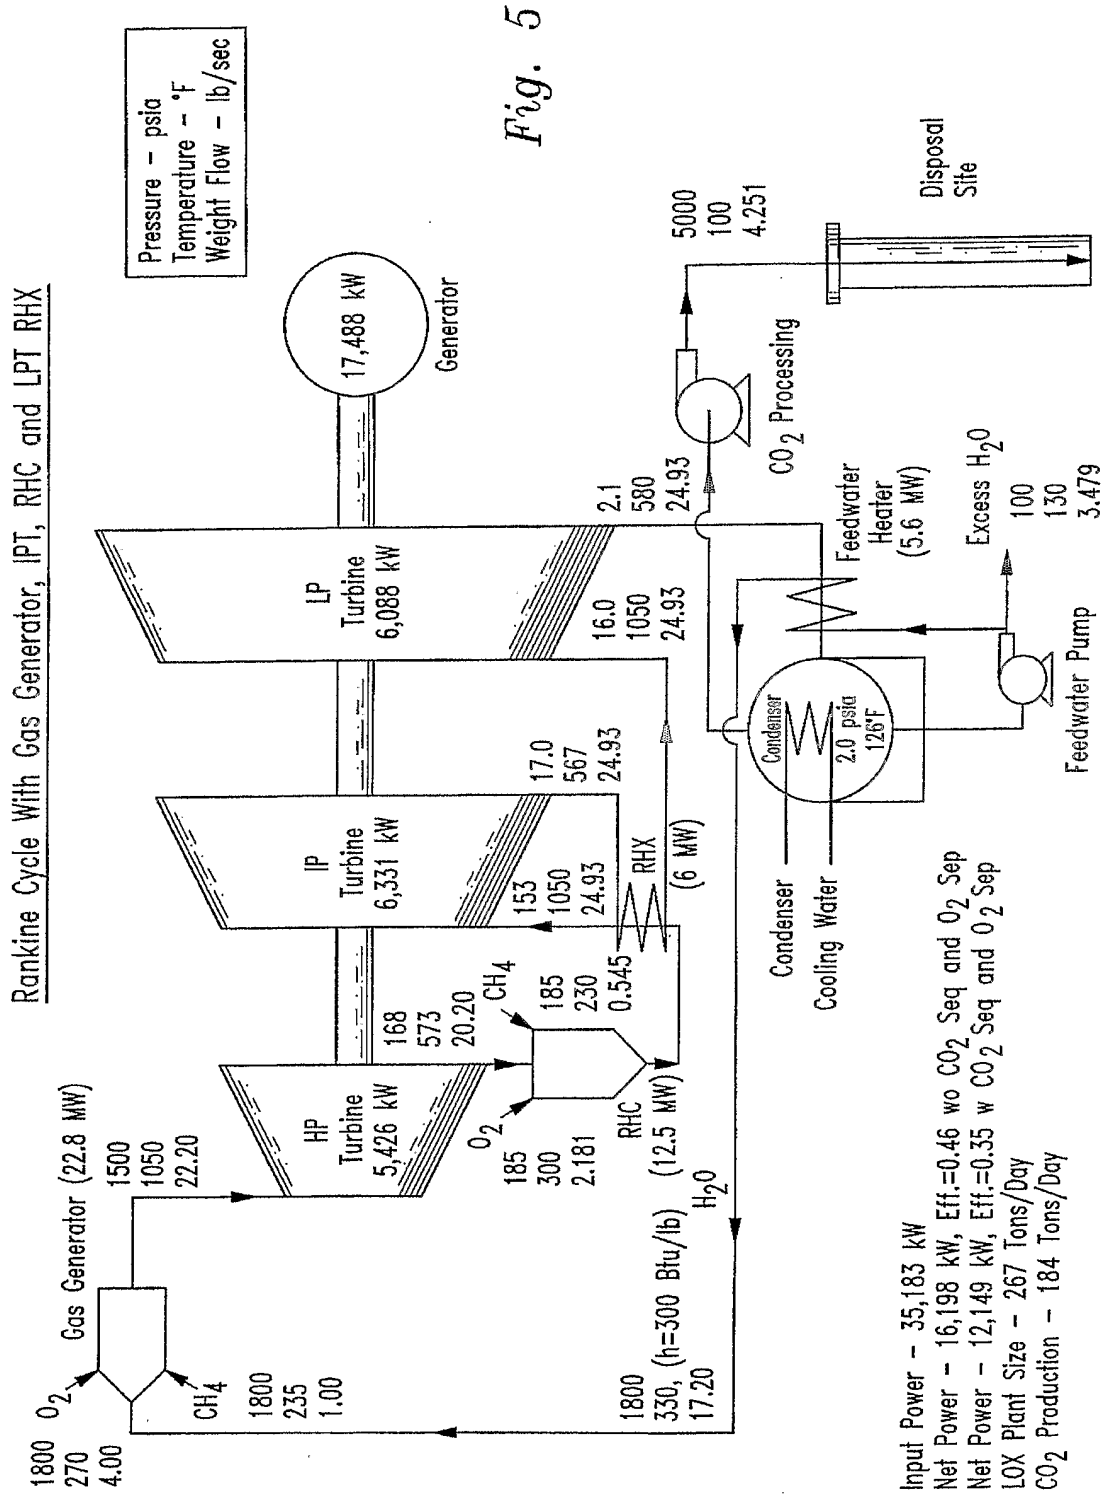 Rankine Cycle With Gas Generator, IPT, RHC and LPT RHX
Pressure – psia
Temperature – °F
Weight Flow – lb/sec
Fig. 5
1800
270
4.00
O2
Gas Generator (22.8 MW)
CH4
1800
235
1.00
1500
1050
22.20
HP
Turbine
5,426 kW
168
573
20.20
O2
CH4
185
300
2.181
185
230
0.545
RHC
(12.5 MW)
IP
Turbine
6,331 kW
153
1050
24.93
17.0
567
24.93
RHX
(6 MW)
LP
Turbine
6,088 kW
16.0
1050
24.93
2.1
580
24.93
17,488 kW
Generator
1800
330, (h=300 Btu/lb)
17.20
H2O
Condenser
2.0 psia
126°F
Condenser
Cooling Water
Feedwater
Heater
(5.6 MW)
Feedwater Pump
Excess H2O
100
130
3.479
CO2 Processing
5000
100
4.251
Disposal
Site
Input Power – 35,183 kW
Net Power – 16,198 kW, Eff.=0.46 wo CO2 Seq and O2 Sep
Net Power – 12,149 kW, Eff.=0.35 w CO2 Seq and O2 Sep
LOX Plant Size – 267 Tons/Day
CO2 Production – 184 Tons/Day